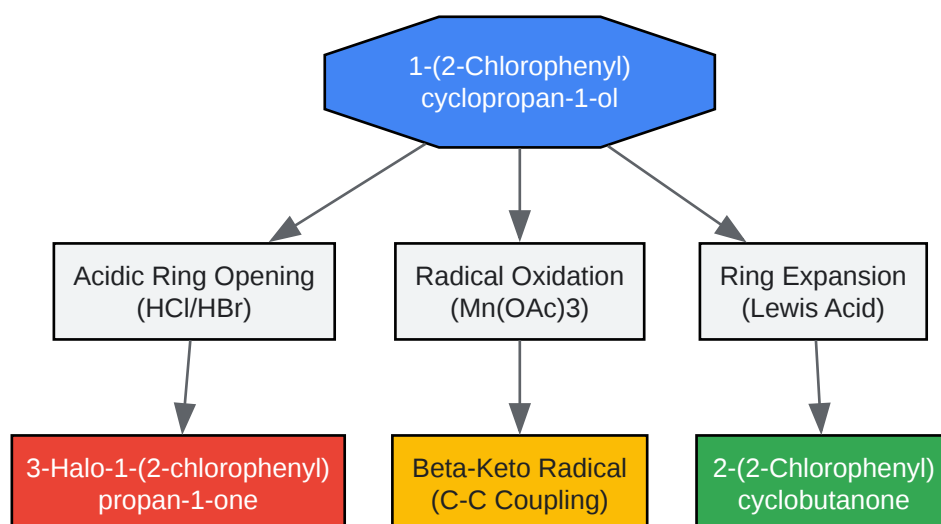 1-(2-Chlorophenyl)
cyclopropan-1-ol
Acidic Ring Opening
(HCl/HBr)
Radical Oxidation
(Mn(OAc)3)
Ring Expansion
(Lewis Acid)
3-Halo-1-(2-chlorophenyl)
propan-1-one
Beta-Keto Radical
(C-C Coupling)
2-(2-Chlorophenyl)
cyclobutanone